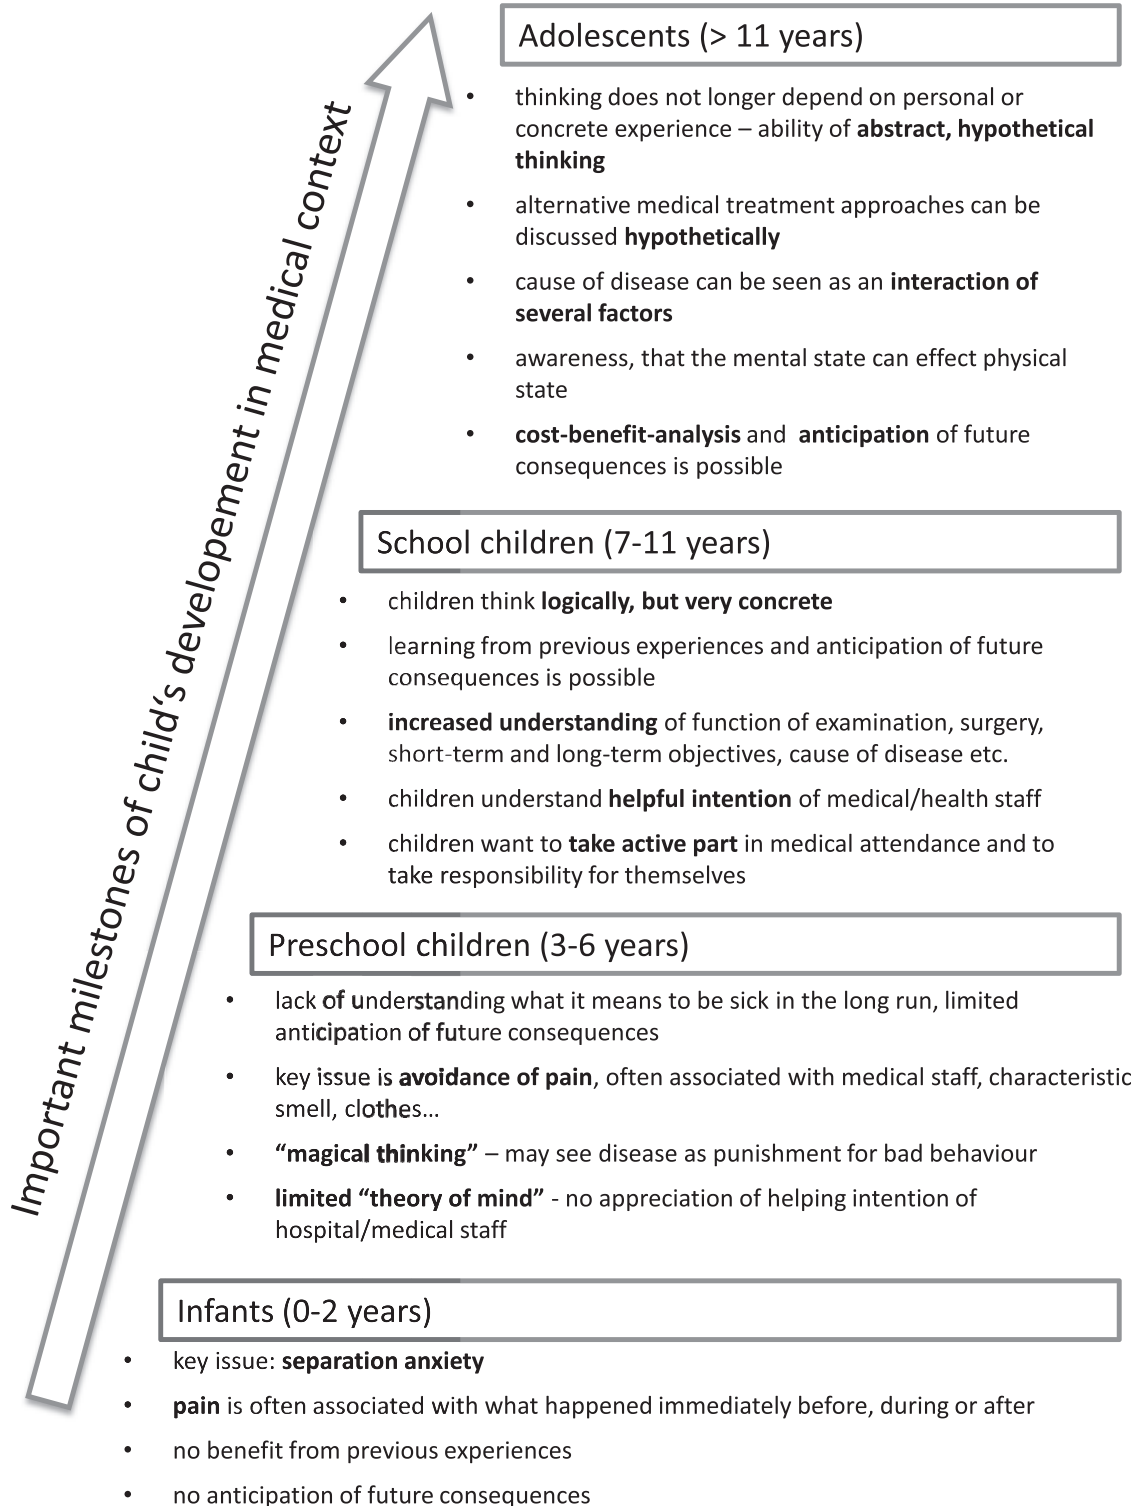 Adolescents (> 11 years)
• thinking does not longer depend on personal or
concrete experience – ability of abstract, hypothetical
thinking
• alternative medical treatment approaches can be
discussed hypothetically
• cause of disease can be seen as an interaction of
several factors
• awareness, that the mental state can effect physical
state
• cost-benefit-analysis and anticipation of future
consequences is possible
School children (7-11 years)
• children think logically, but very concrete
• learning from previous experiences and anticipation of future
consequences is possible
• increased understanding of function of examination, surgery,
short-term and long-term objectives, cause of disease etc.
• children understand helpful intention of medical/health staff
• children want to take active part in medical attendance and to
take responsibility for themselves
Preschool children (3-6 years)
• lack of understanding what it means to be sick in the long run, limited
anticipation of future consequences
• key issue is avoidance of pain, often associated with medical staff, characteristic
smell, clothes…
• “magical thinking” – may see disease as punishment for bad behaviour
• limited “theory of mind” - no appreciation of helping intention of
hospital/medical staff
Infants (0-2 years)
• key issue: separation anxiety
• pain is often associated with what happened immediately before, during or after
• no benefit from previous experiences
• no anticipation of future consequences
Important milestones of child‘s developement in medical context